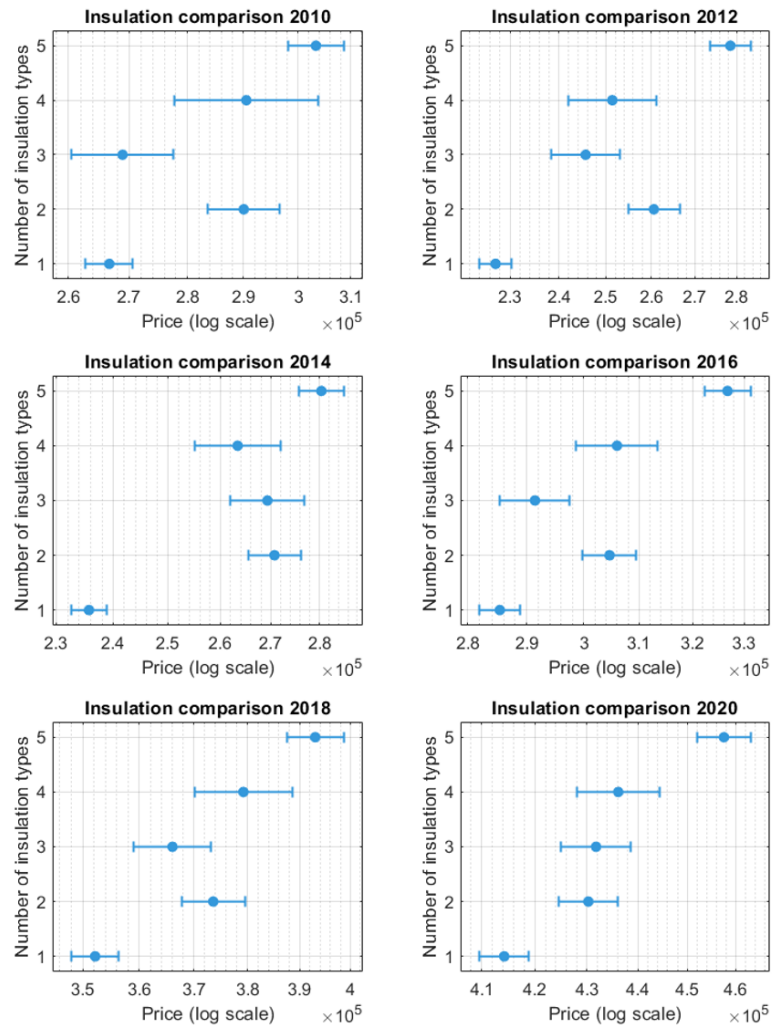 Insulation comparison 2010
Number of insulation types
5
4
3
2
1
2.6 2.7 2.8 2.9 3 3.1
Price (log scale) ×10^5
Insulation comparison 2012
Number of insulation types
5
4
3
2
1
2.3 2.4 2.5 2.6 2.7 2.8
Price (log scale) ×10^5
Insulation comparison 2014
Number of insulation types
5
4
3
2
1
2.3 2.4 2.5 2.6 2.7 2.8
Price (log scale) ×10^5
Insulation comparison 2016
Number of insulation types
5
4
3
2
1
2.8 2.9 3 3.1 3.2 3.3
Price (log scale) ×10^5
Insulation comparison 2018
Number of insulation types
5
4
3
2
1
3.5 3.6 3.7 3.8 3.9 4
Price (log scale) ×10^5
Insulation comparison 2020
Number of insulation types
5
4
3
2
1
4.1 4.2 4.3 4.4 4.5 4.6
Price (log scale) ×10^5